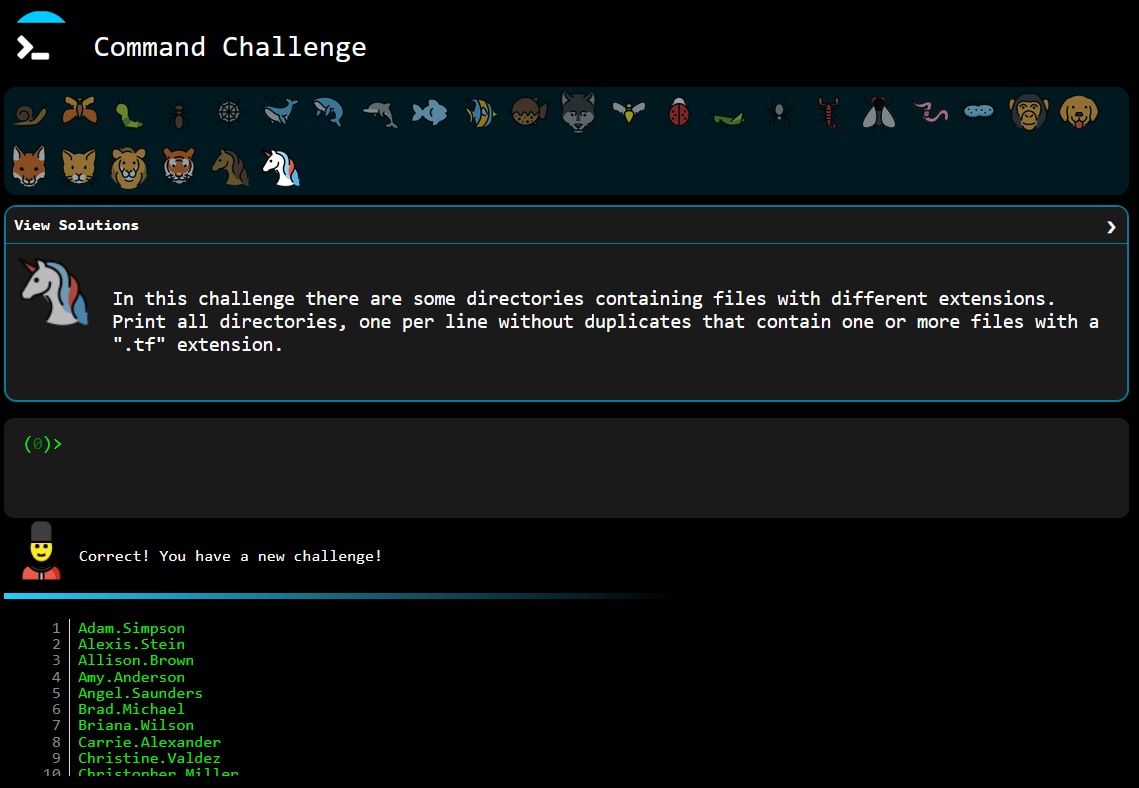 Command Challenge
View Solutions
In this challenge there are some directories containing files with different extensions.
Print all directories, one per line without duplicates that contain one or more files with a
".tf" extension.
(0)>
Correct! You have a new challenge!
1 Adam.Simpson
2 Alexis.Stein
3 Allison.Brown
4 Amy.Anderson
5 Angel.Saunders
6 Brad.Michael
7 Briana.Wilson
8 Carrie.Alexander
9 Christine.Valdez
10 Christopher.Miller